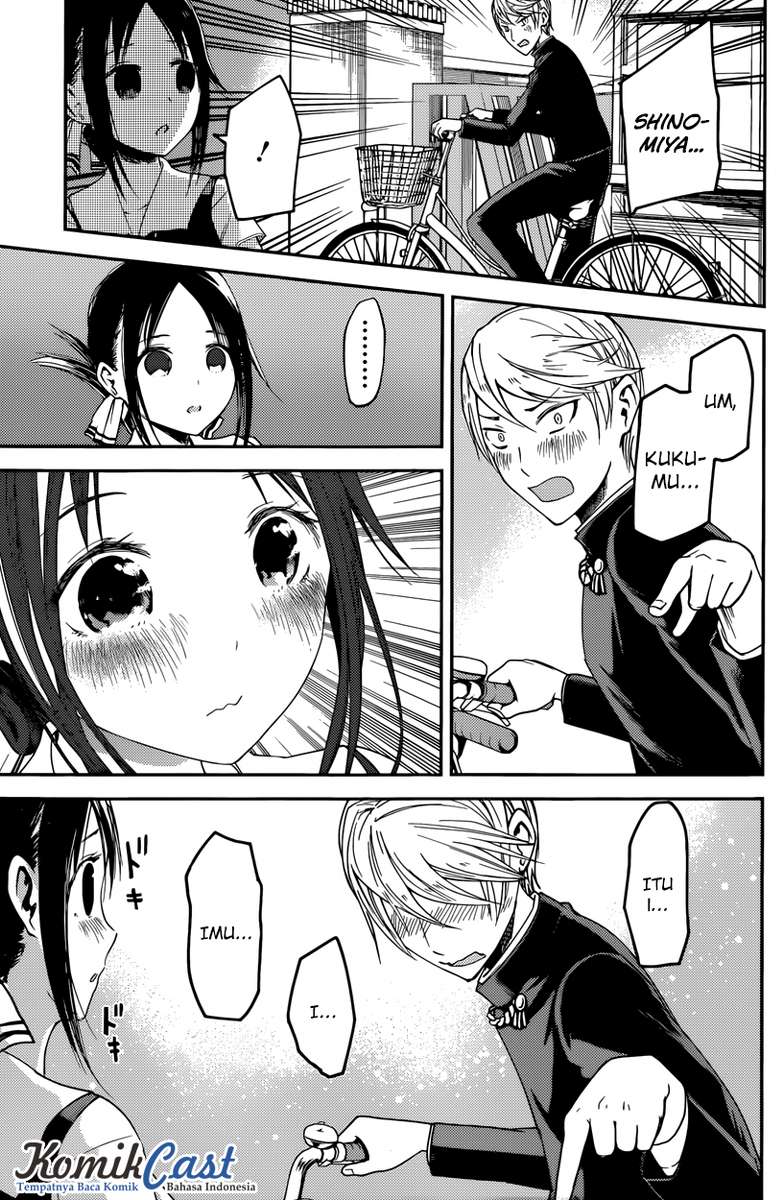 SHINO-
MIYA...
!
UM,
KUKU-
MU...
........
ITU
I...
I...
IMU...
ドキ
ドキ
KomikCast
Tempatnya Baca Komik Bahasa Indonesia